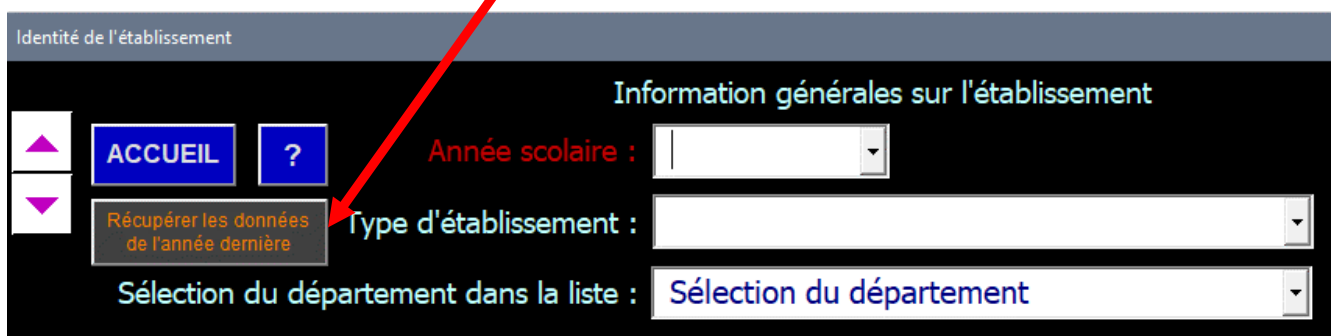 Identité de l'établissement
Information générales sur l'établissement
ACCUEIL
?
Année scolaire :
Récupérer les données
de l'année dernière
Type d'établissement :
Sélection du département dans la liste :
Sélection du département